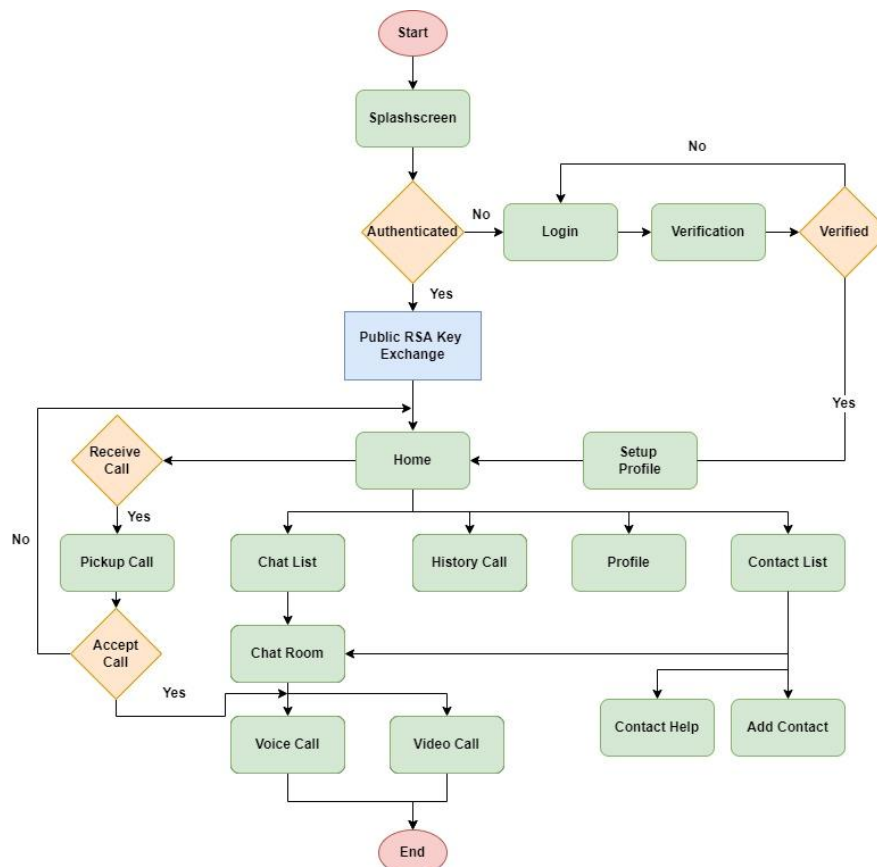 Start
Splashscreen
No
Authenticated
No
Login
Verification
Verified
Yes
Public RSA Key
Exchange
Yes
Receive
Call
Home
Setup
Profile
Yes
No
Pickup Call
Chat List
History Call
Profile
Contact List
Accept
Call
Chat Room
Yes
Voice Call
Video Call
Contact Help
Add Contact
End